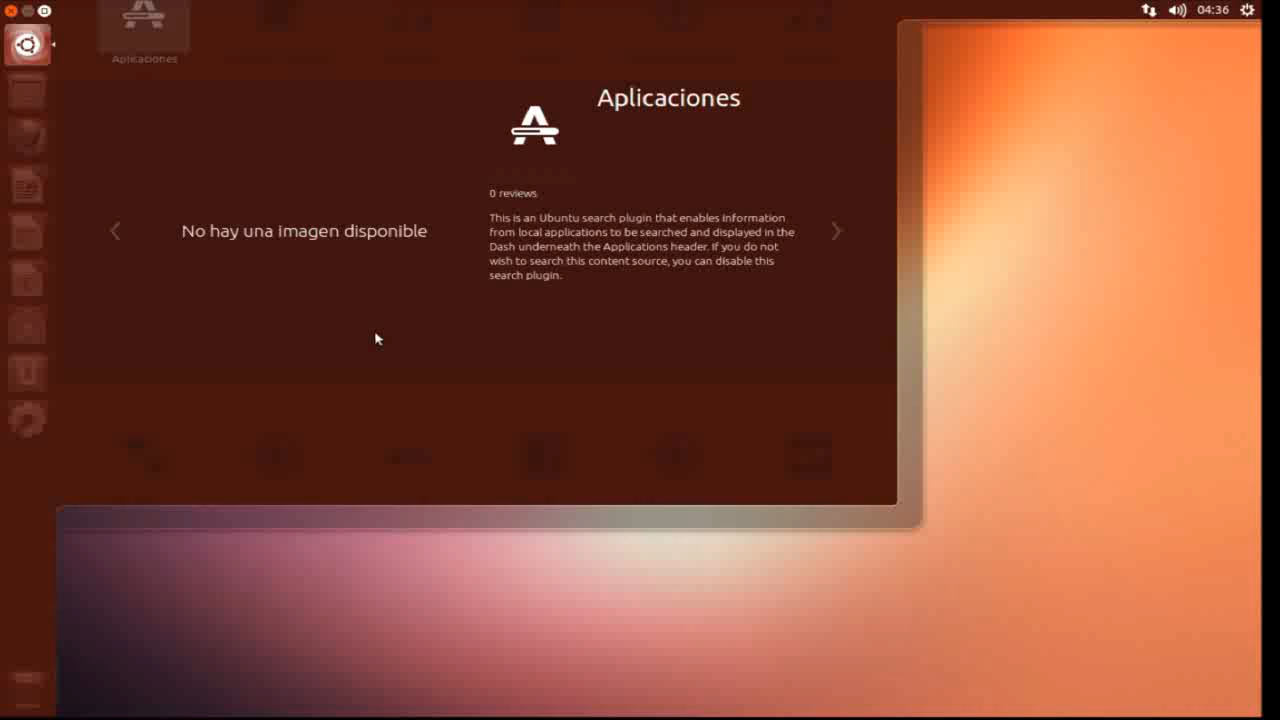 04:36
Aplicaciones
Aplicaciones
0 reviews
No hay una imagen disponible
This is an Ubuntu search plugin that enables information
from local applications to be searched and displayed in the
Dash underneath the Applications header. If you do not
wish to search this content source, you can disable this
search plugin.